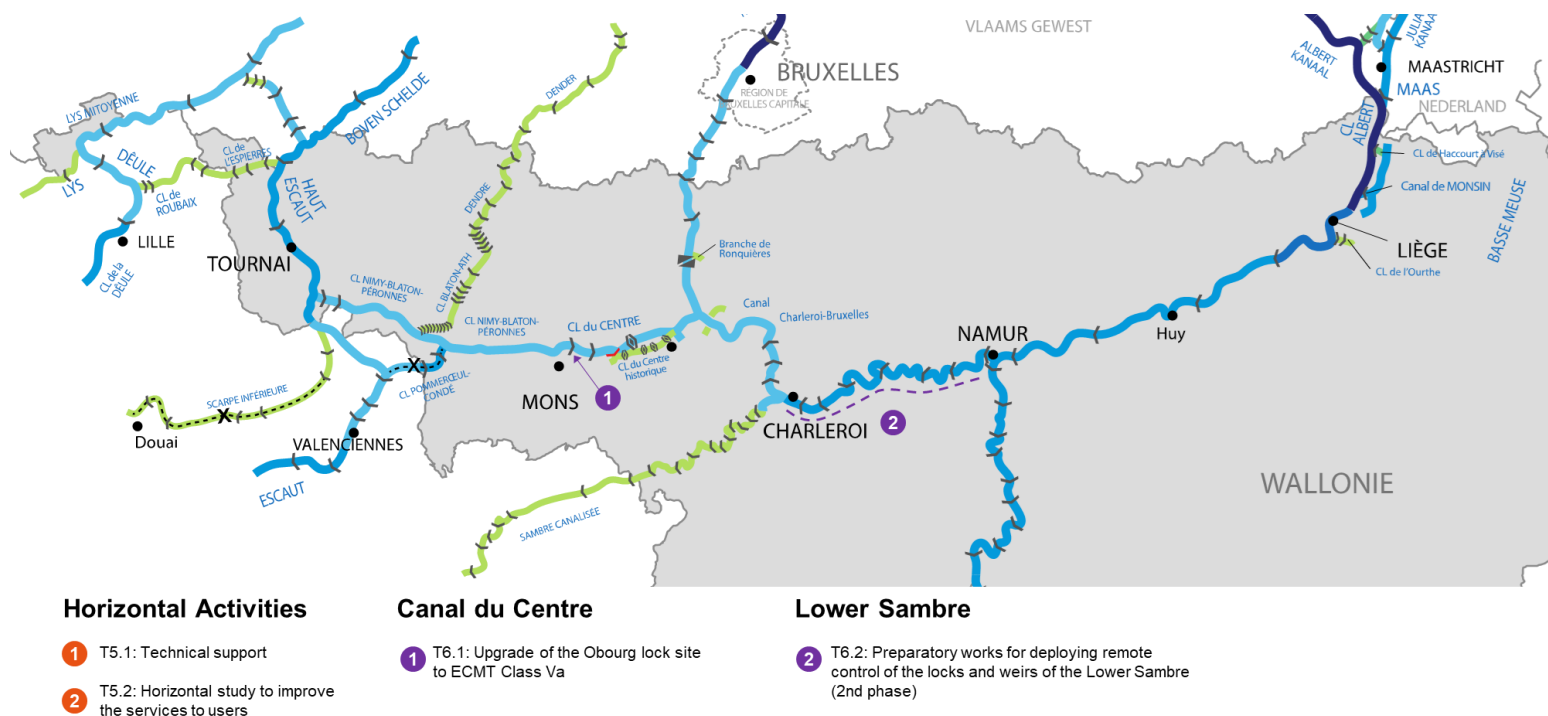 VLAAMS GEWEST
ALBERT
KANAAL
KANAAL
MAASTRICHT
MAAS
NEDERLAND
BRUXELLES
REGION DE
BRUXELLES CAPITALE
DENDER
BOVEN SCHELDE
LYS MITOYENNE
DEÛLE
LYS
CL de
L'ESPIERRES
CL de
ROUBAIX
HAUT
ESCAUT
LILLE
CL de la
DEÛLE
TOURNAI
DENDRE
CL BLATON-ATH
CL NIMY-BLATON-
PÉRONNES
CL NIMY-BLATON-
PÉRONNES
CL du CENTRE
CL du Centre
historique
Branche de
Ronquières
Canal
Charleroi-Bruxelles
CL
ALBERT
CL de Haccourt à Visé
Canal de MONSIN
BASSE MEUSE
LIÈGE
CL de l'Ourthe
Huy
NAMUR
MONS
1
CL POMMERŒUL-
CONDÉ
X
SCARPE INFÉRIEURE
X
Douai
VALENCIENNES
ESCAUT
CHARLEROI
2
SAMBRE CANALISÉE
WALLONIE
Horizontal Activities
1 T5.1: Technical support
2 T5.2: Horizontal study to improve
the services to users
Canal du Centre
1 T6.1: Upgrade of the Obourg lock site
to ECMT Class Va
Lower Sambre
2 T6.2: Preparatory works for deploying remote
control of the locks and weirs of the Lower Sambre
(2nd phase)